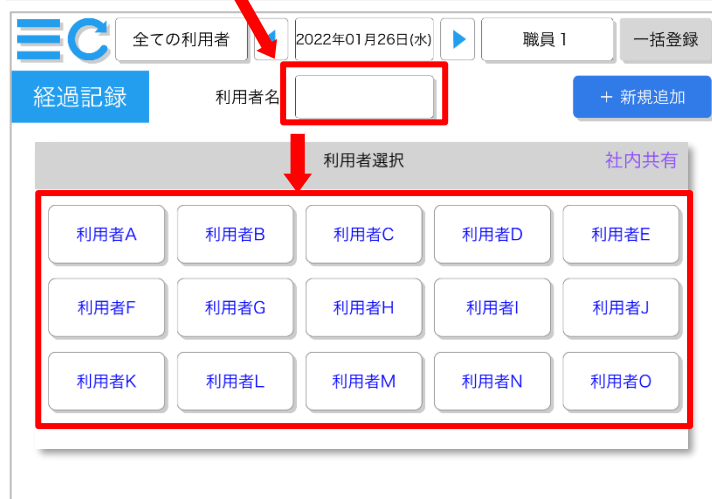 全ての利用者 2022年01月26日(水) 職員1 一括登録
経過記録 利用者名 + 新規追加
利用者選択 社内共有
利用者A 利用者B 利用者C 利用者D 利用者E
利用者F 利用者G 利用者H 利用者I 利用者J
利用者K 利用者L 利用者M 利用者N 利用者O